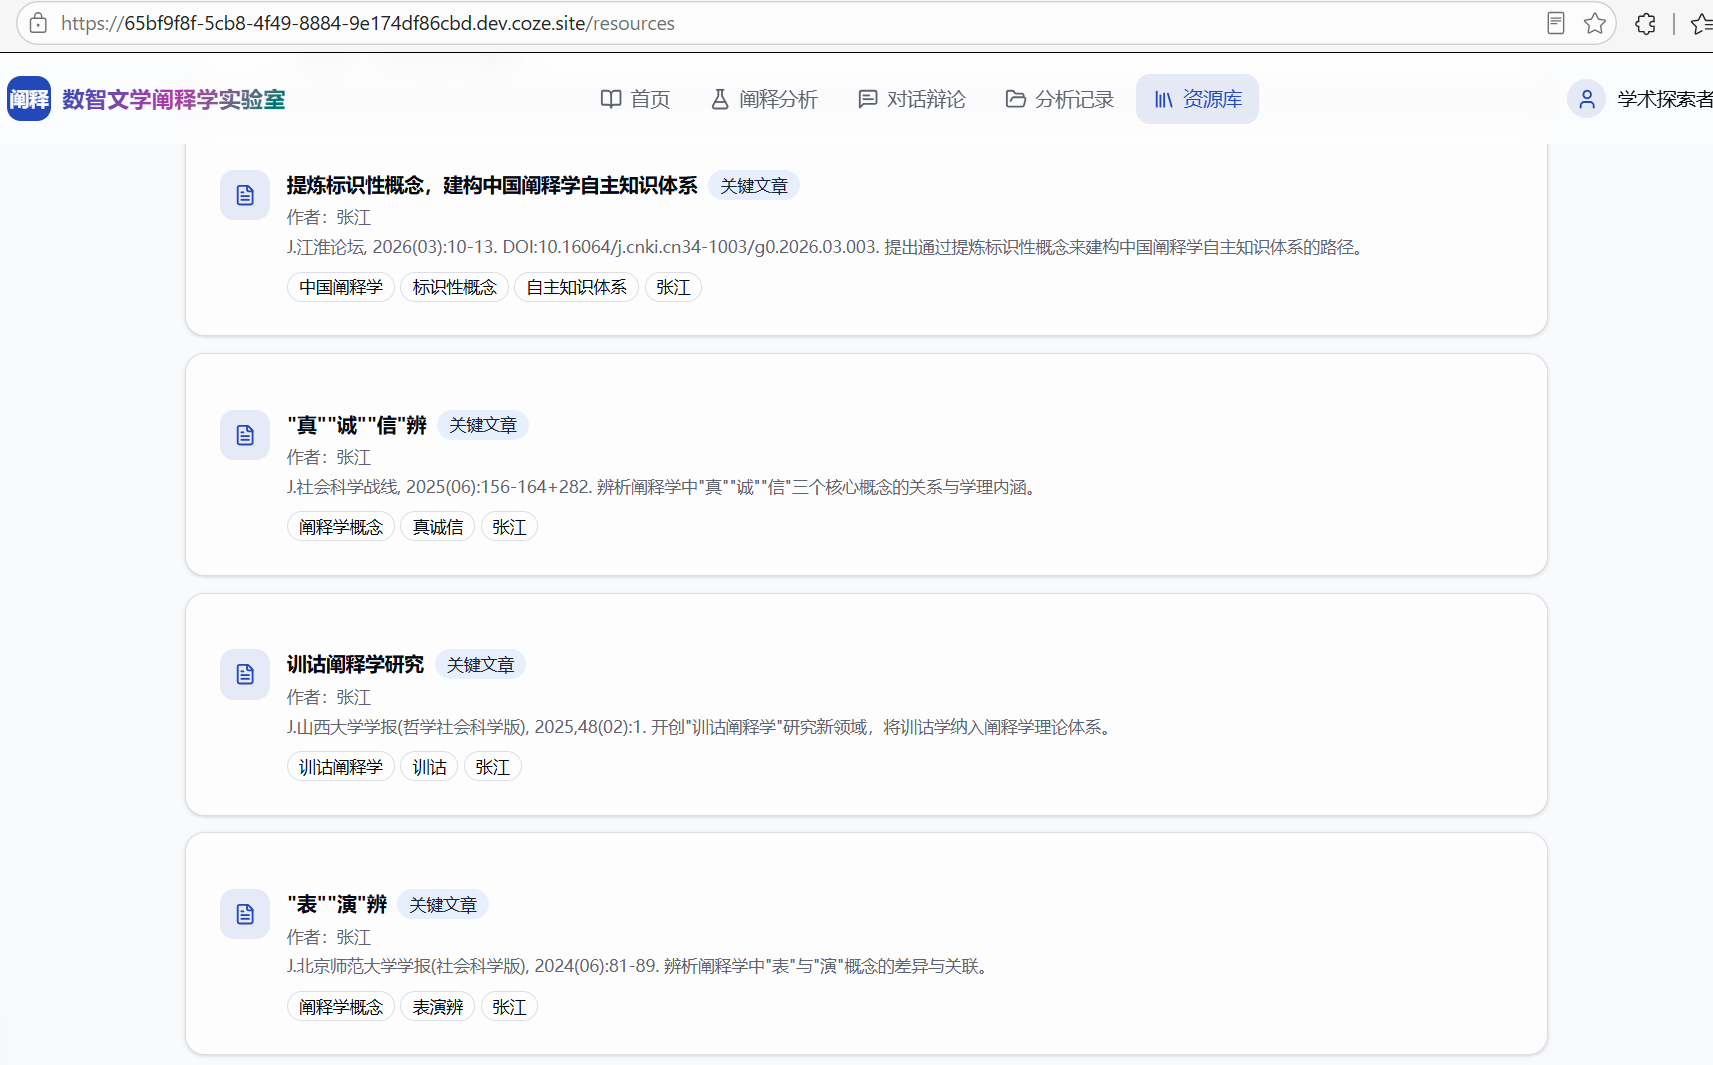 https://65bf9f8f-5cb8-4f49-8884-9e174df86cbd.dev.coze.site/resources
阐释 数智文学阐释学实验室 首页 阐释分析 对话辩论 分析记录 资源库 学术探索者
提炼标识性概念，建构中国阐释学自主知识体系 关键文章
作者：张江
J.江淮论坛, 2026(03):10-13. DOI:10.16064/j.cnki.cn34-1003/g0.2026.03.003. 提出通过提炼标识性概念来建构中国阐释学自主知识体系的路径。
中国阐释学 标识性概念 自主知识体系 张江
"真""诚""信"辨 关键文章
作者：张江
J.社会科学战线, 2025(06):156-164+282. 辨析阐释学中"真""诚""信"三个核心概念的关系与学理内涵。
阐释学概念 真诚信 张江
训诂阐释学研究 关键文章
作者：张江
J.山西大学学报(哲学社会科学版), 2025,48(02):1. 开创"训诂阐释学"研究新领域，将训诂学纳入阐释学理论体系。
训诂阐释学 训诂 张江
"表""演"辨 关键文章
作者：张江
J.北京师范大学学报(社会科学版), 2024(06):81-89. 辨析阐释学中"表"与"演"概念的差异与关联。
阐释学概念 表演辨 张江